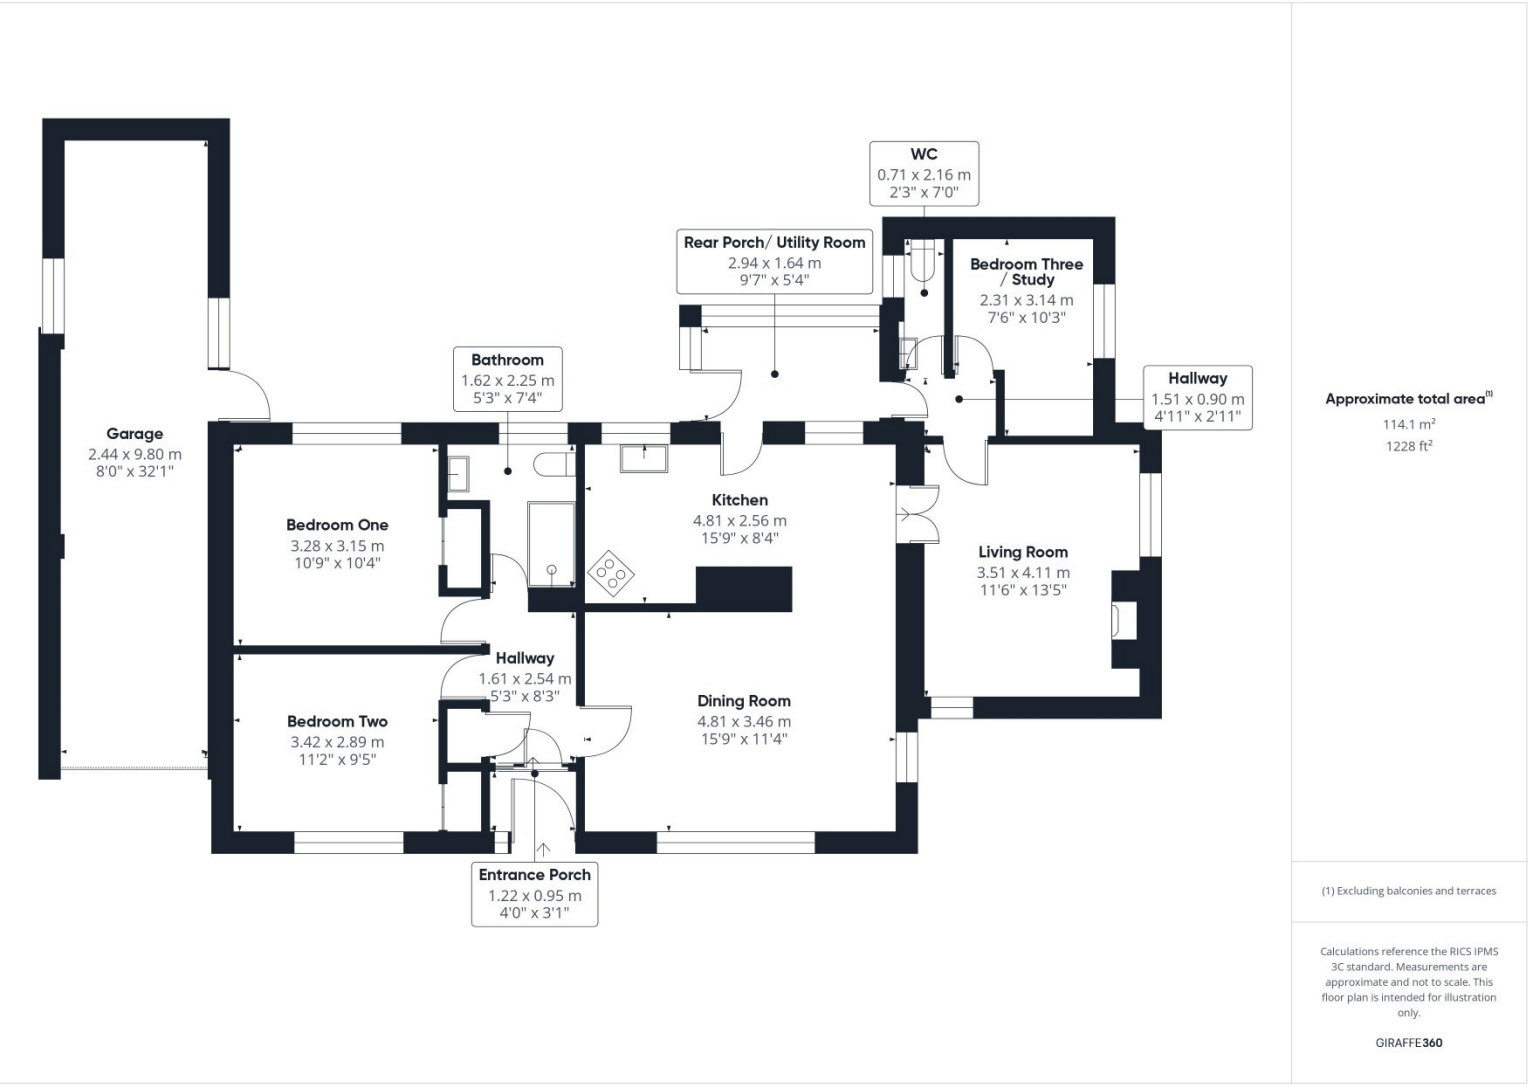 WC
0.71 x 2.16 m
2'3" x 7'0"
Rear Porch/ Utility Room
2.94 x 1.64 m
9'7" x 5'4"
Bedroom Three
/ Study
2.31 x 3.14 m
7'6" x 10'3"
Bathroom
1.62 x 2.25 m
5'3" x 7'4"
Hallway
1.51 x 0.90 m
4'11" x 2'11"
Garage
2.44 x 9.80 m
8'0" x 32'1"
Bedroom One
3.28 x 3.15 m
10'9" x 10'4"
Kitchen
4.81 x 2.56 m
15'9" x 8'4"
Living Room
3.51 x 4.11 m
11'6" x 13'5"
Hallway
1.61 x 2.54 m
5'3" x 8'3"
Bedroom Two
3.42 x 2.89 m
11'2" x 9'5"
Dining Room
4.81 x 3.46 m
15'9" x 11'4"
Entrance Porch
1.22 x 0.95 m
4'0" x 3'1"
Approximate total area(1)
114.1 m²
1228 ft²
(1) Excluding balconies and terraces
Calculations reference the RICS IPMS
3C standard. Measurements are
approximate and not to scale. This
floor plan is intended for illustration
only.
GIRAFFE360